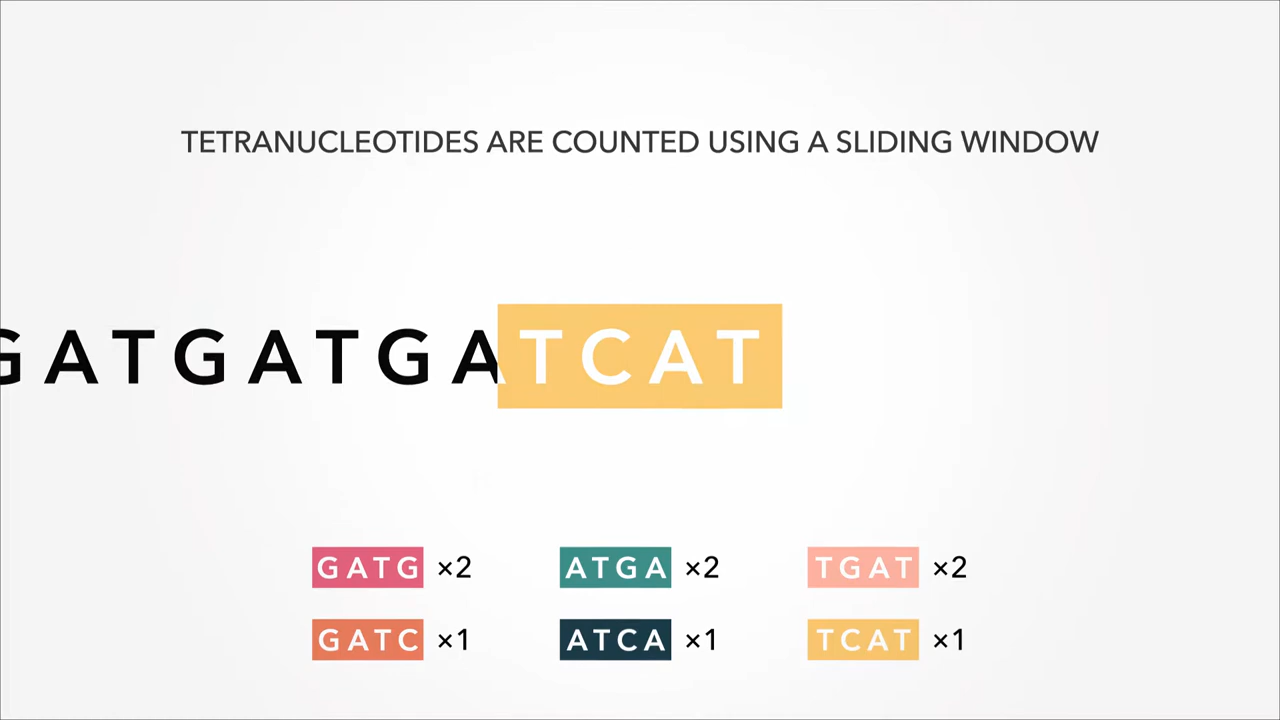 TETRANUCLEOTIDES ARE COUNTED USING A SLIDING WINDOW
GATGATGATCAT
GATG ×2 ATGA ×2 TGAT ×2
GATC ×1 ATCA ×1 TCAT ×1